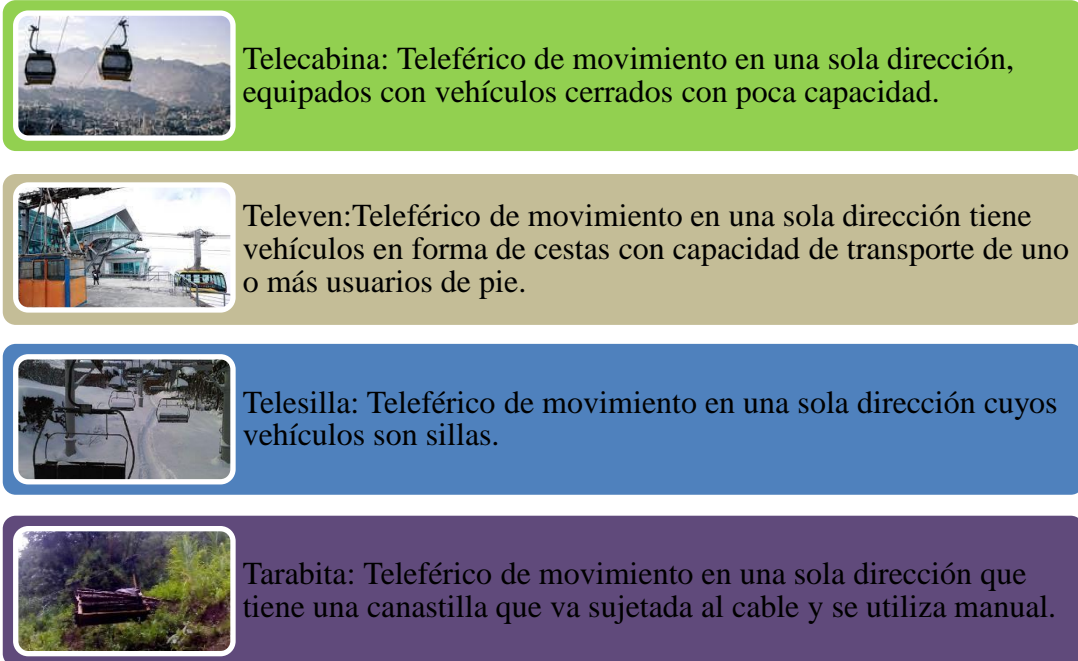 Telecabina: Teleférico de movimiento en una sola dirección,
equipados con vehículos cerrados con poca capacidad.
Televen:Teleférico de movimiento en una sola dirección tiene
vehículos en forma de cestas con capacidad de transporte de uno
o más usuarios de pie.
Telesilla: Teleférico de movimiento en una sola dirección cuyos
vehículos son sillas.
Tarabita: Teleférico de movimiento en una sola dirección que
tiene una canastilla que va sujetada al cable y se utiliza manual.